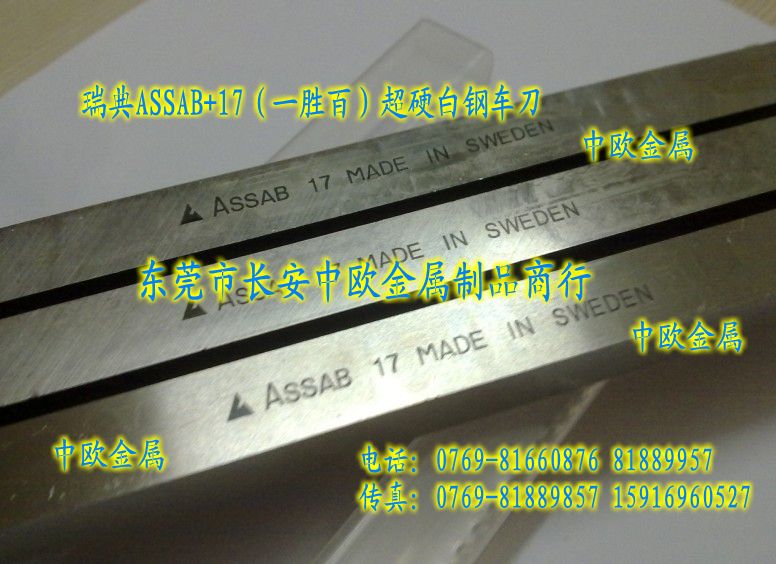 瑞典ASSAB+17（一胜百）超硬白钢车刀
ASSAB 17 MADE IN SWEDEN
中欧金属
ASSAB 17 MADE IN SWEDEN
东莞市长安中欧金属制品商行
ASSAB 17 MADE IN SWEDEN
中欧金属
中欧金属
电话: 0769-81660876 81889957
传真: 0769-81889857 15916960527